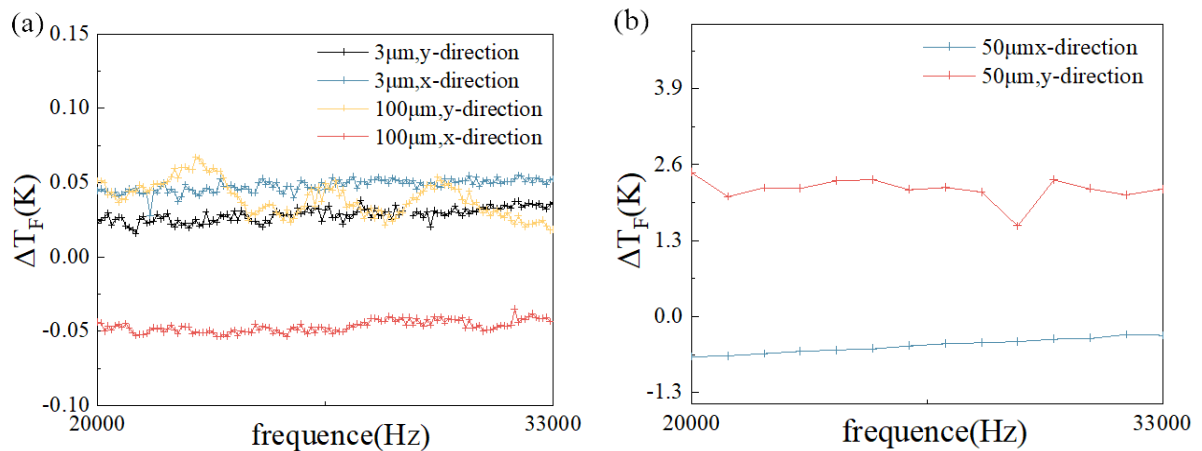 (a)
0.15
0.10
0.05
0.00
-0.05
-0.10
ΔT_F(K)
3μm,y-direction
3μm,x-direction
100μm,y-direction
100μm,x-direction
20000
33000
frequence(Hz)
(b)
3.9
2.6
1.3
0.0
-1.3
ΔT_F(K)
50μmx-direction
50μm,y-direction
20000
33000
frequence(Hz)